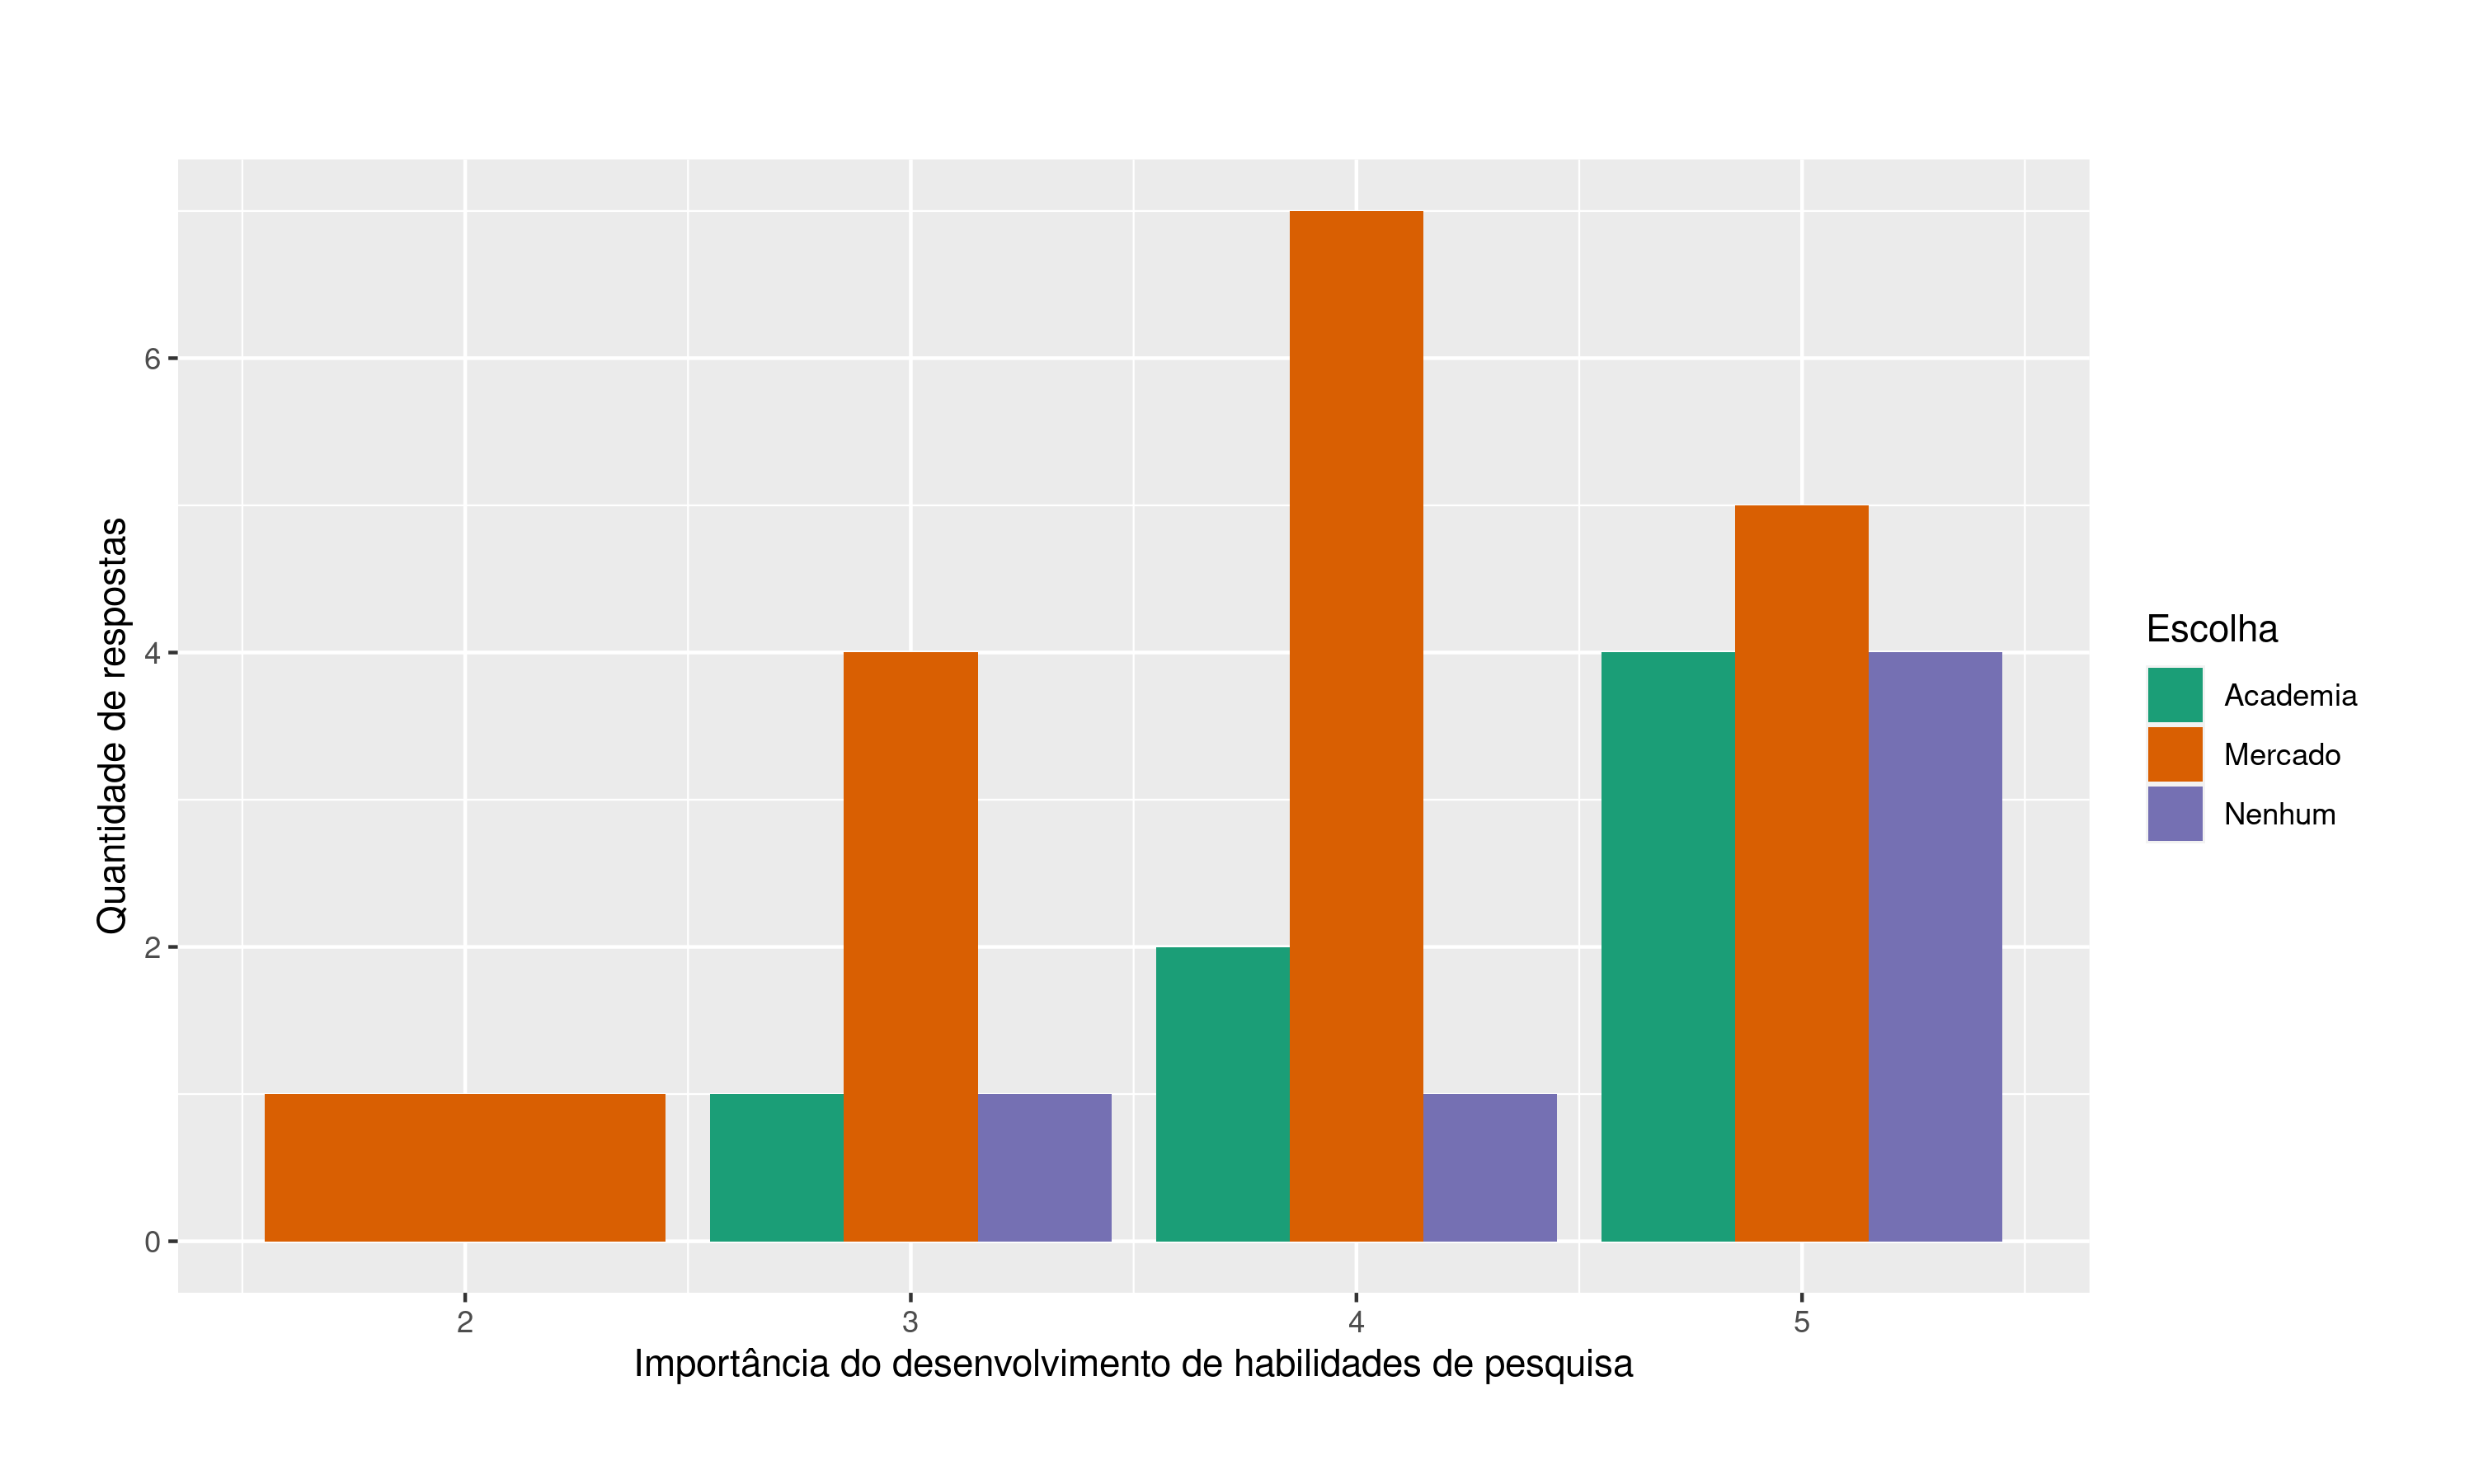 Quantidade de respostas
6
4
2
0
2
3
4
5
Importância do desenvolvimento de habilidades de pesquisa
Escolha
Academia
Mercado
Nenhum